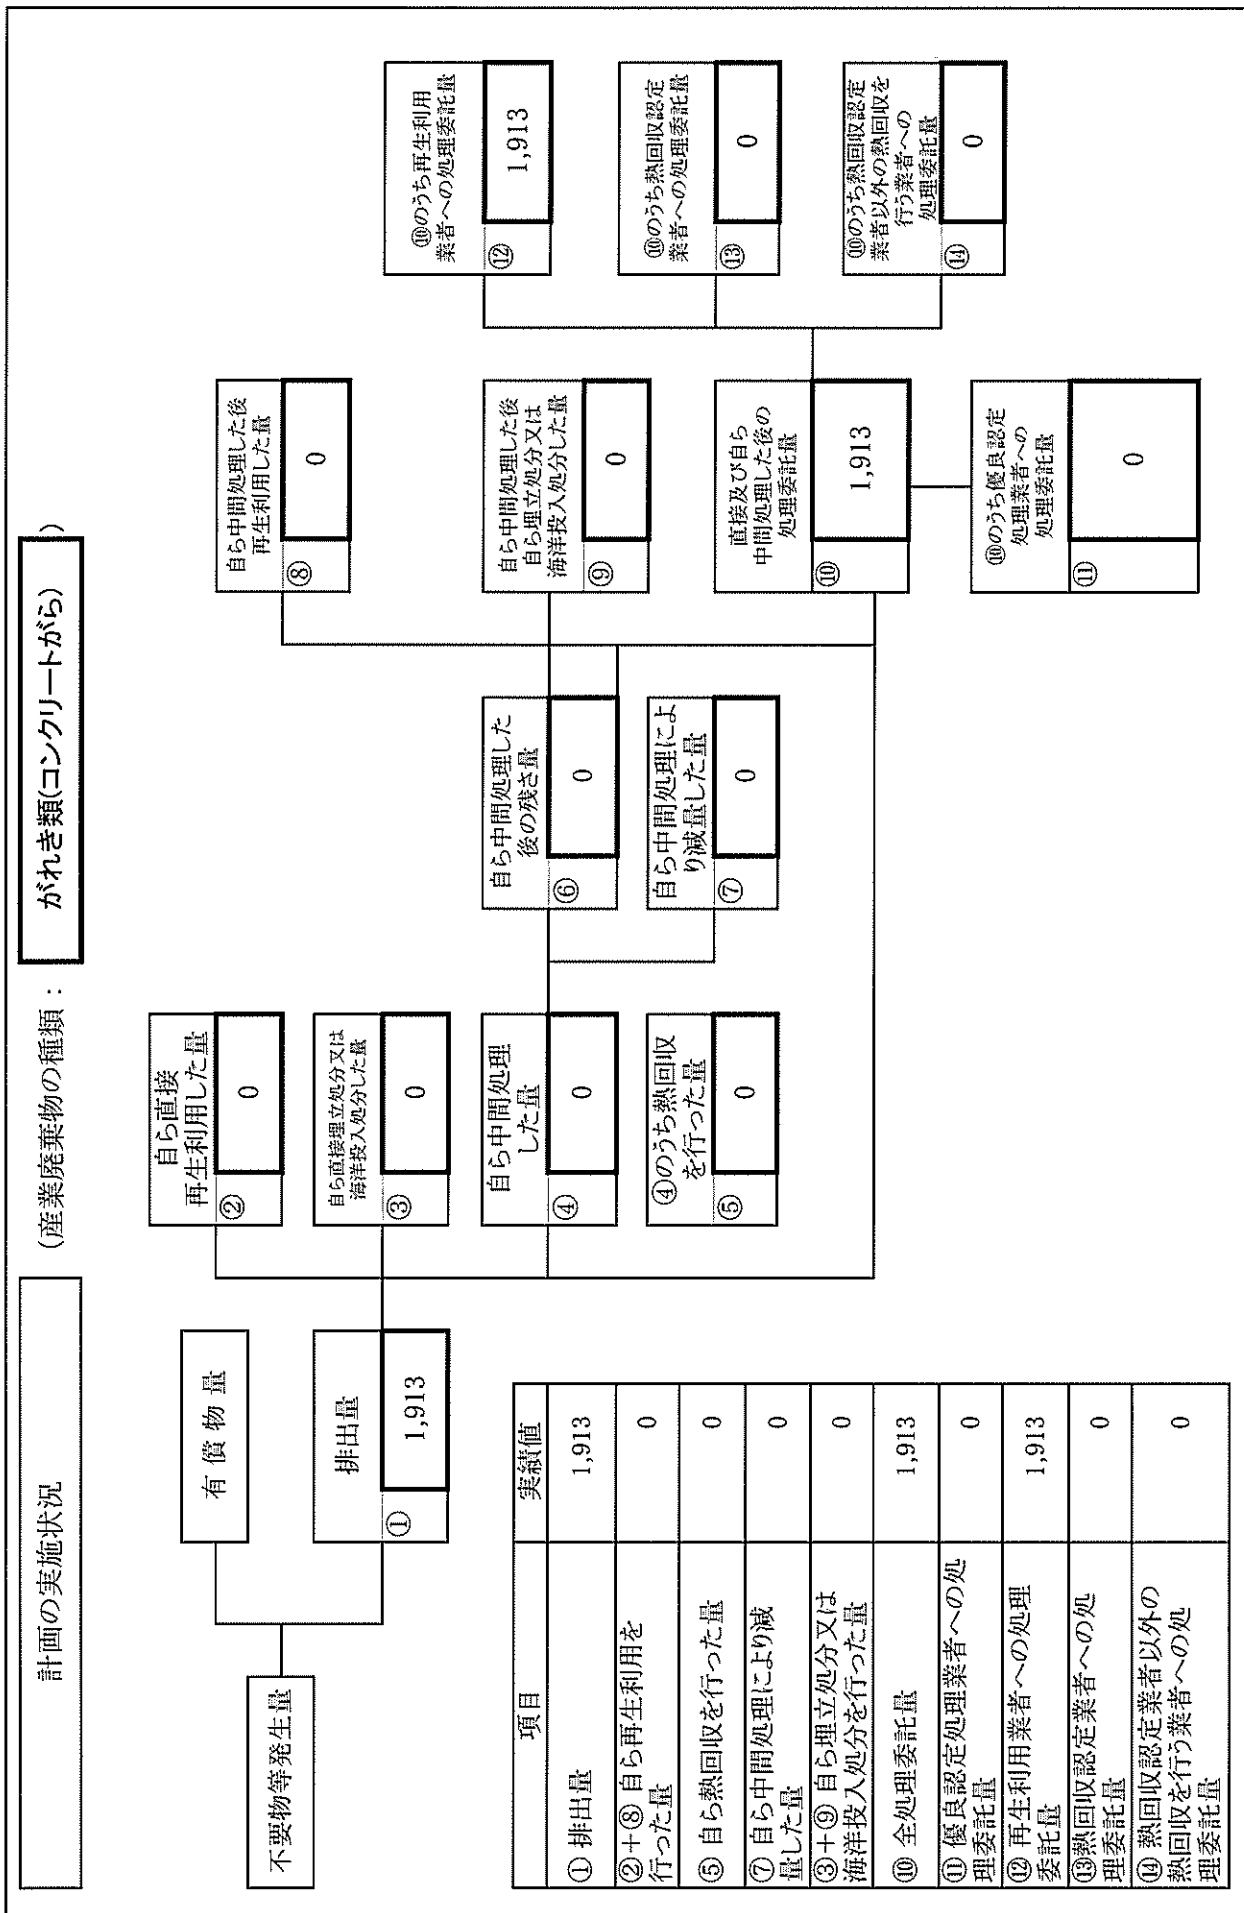 計画の実施状況
(産業廃棄物の種類：
がれき類(コンクリートがら)
)
不要物等発生量
有 償 物 量
排出量
①
1,913
自ら直接
再生利用した量
②
0
自ら直接埋立処分又は
海洋投入処分した量
③
0
自ら中間処理
した量
④
0
④のうち熱回収
を行った量
⑤
0
自ら中間処理した
後の残さ量
⑥
0
自ら中間処理によ
り減量した量
⑦
0
自ら中間処理した後
再生利用した量
⑧
0
自ら中間処理した後
自ら埋立処分又は
海洋投入処分した量
⑨
0
直接及び自ら
中間処理した後の
処理委託量
⑩
1,913
⑩のうち優良認定
処理業者への
処理委託量
⑪
0
⑩のうち再生利用
業者への処理委託量
⑫
1,913
⑩のうち熱回収認定
業者への処理委託量
⑬
0
⑩のうち熱回収認定
業者以外の熱回収を
行う業者への
処理委託量
⑭
0
項目 実績値
① 排出量 1,913
②＋⑧ 自ら再生利用を
行った量 0
⑤ 自ら熱回収を行った量 0
⑦ 自ら中間処理により減
量した量 0
③＋⑨ 自ら埋立処分又は
海洋投入処分を行った量 0
⑩ 全処理委託量 1,913
⑪ 優良認定処理業者への処
理委託量 0
⑫ 再生利用業者への処理
委託量 1,913
⑬熱回収認定業者への処
理委託量 0
⑭ 熱回収認定業者以外の
熱回収を行う業者への処
理委託量 0